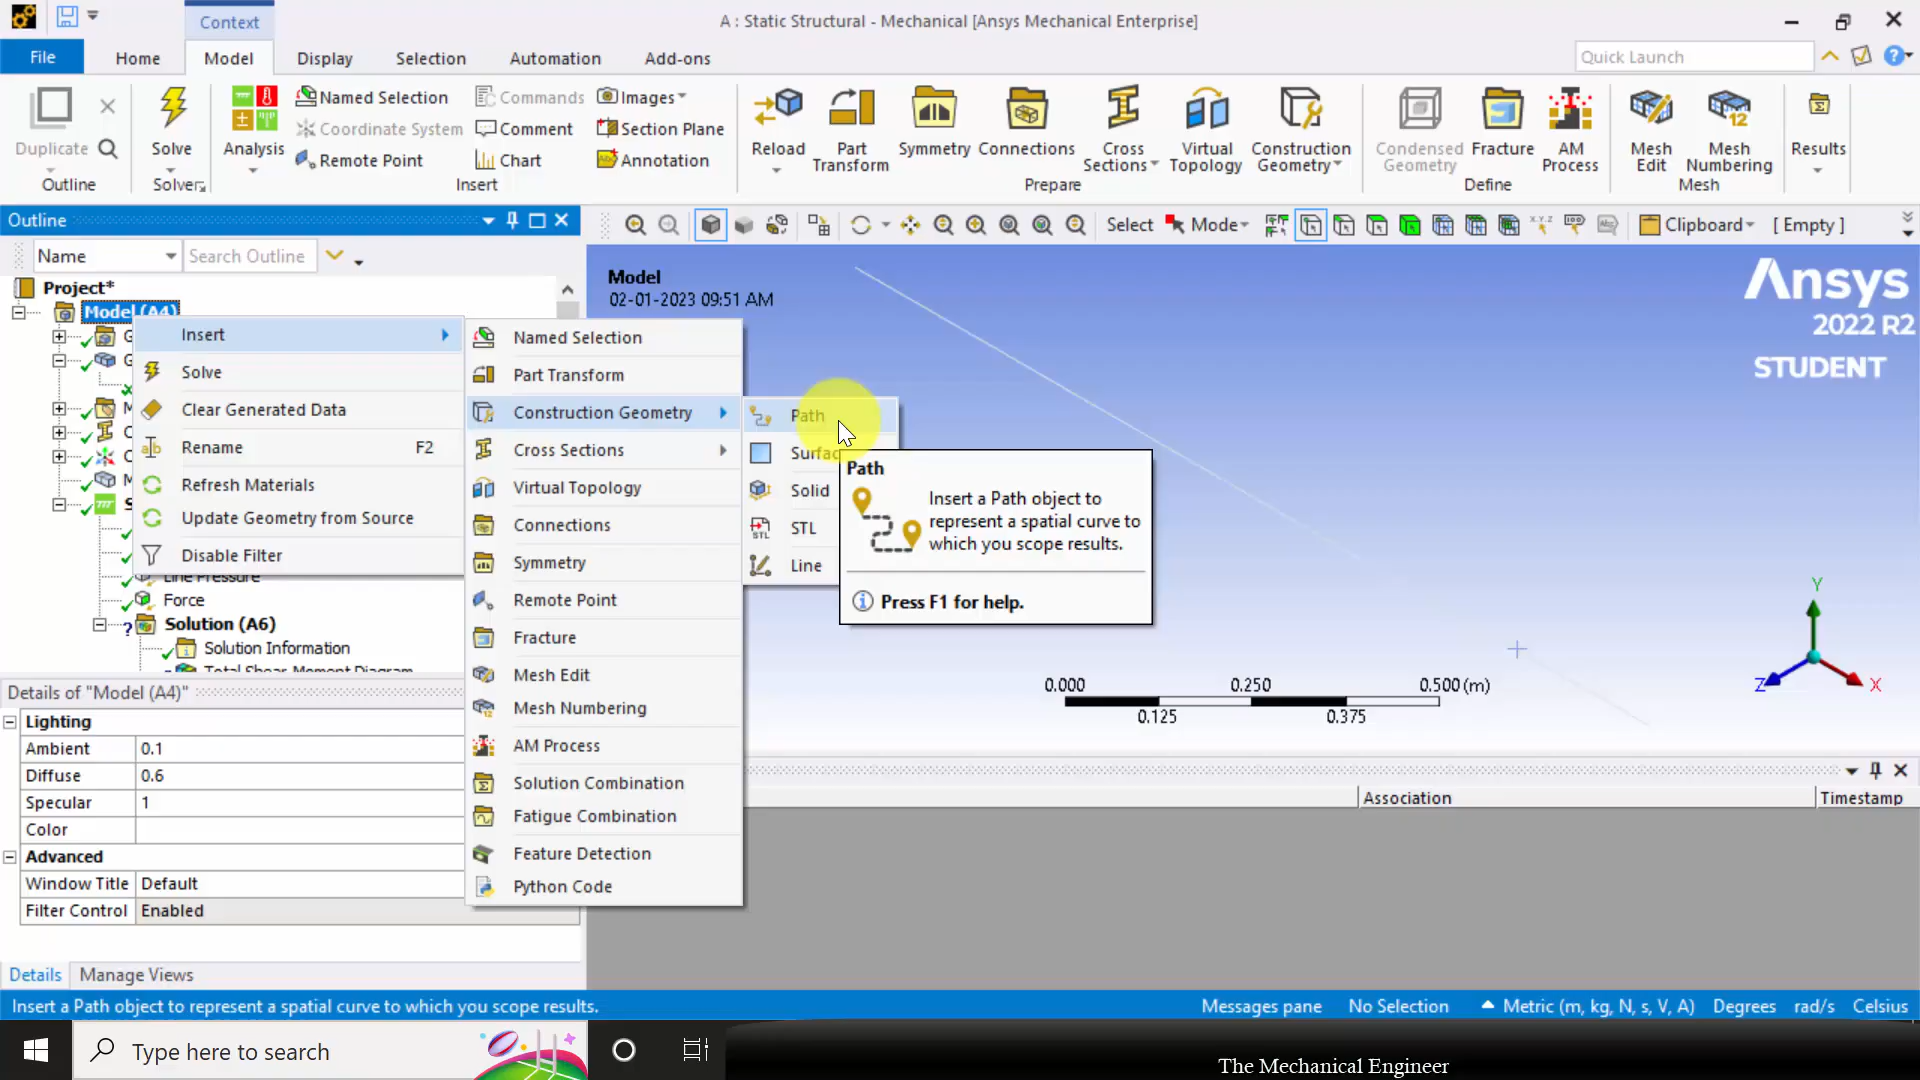 Context
A : Static Structural - Mechanical [Ansys Mechanical Enterprise]
File
Home
Model
Display
Selection
Automation
Add-ons
Quick Launch
Duplicate
Outline
Solve
Solver
Analysis
Named Selection
Coordinate System
Remote Point
Commands
Comment
Chart
Images
Section Plane
Annotation
Insert
Reload
Part
Transform
Symmetry
Connections
Cross
Sections
Virtual
Topology
Construction
Geometry
Prepare
Condensed
Geometry
Fracture
AM
Process
Define
Mesh
Edit
Mesh
Numbering
Mesh
Results
Outline
Name
Search Outline
Select
Mode
Clipboard
[ Empty ]
Project*
Model (A4)
G
G
M
C
C
M
S
Line Pressure
Force
Solution (A6)
Solution Information
Total Shear-Moment Diagram
Insert
Solve
Clear Generated Data
Rename F2
Refresh Materials
Update Geometry from Source
Disable Filter
Named Selection
Part Transform
Construction Geometry
Cross Sections
Virtual Topology
Connections
Symmetry
Remote Point
Fracture
Mesh Edit
Mesh Numbering
AM Process
Solution Combination
Fatigue Combination
Feature Detection
Python Code
Path
Surfac
Solid
STL
Line
Path
Insert a Path object to
represent a spatial curve to
which you scope results.
Press F1 for help.
Model
02-01-2023 09:51 AM
Ansys
2022 R2
STUDENT
0.000 0.250 0.500 (m)
0.125 0.375
Y
Z
X
Details of "Model (A4)"
Lighting
Ambient 0.1
Diffuse 0.6
Specular 1
Color
Advanced
Window Title Default
Filter Control Enabled
Association
Timestamp
Details
Manage Views
Insert a Path object to represent a spatial curve to which you scope results.
Messages pane
No Selection
Metric (m, kg, N, s, V, A)
Degrees
rad/s
Celsius
Type here to search
The Mechanical Engineer